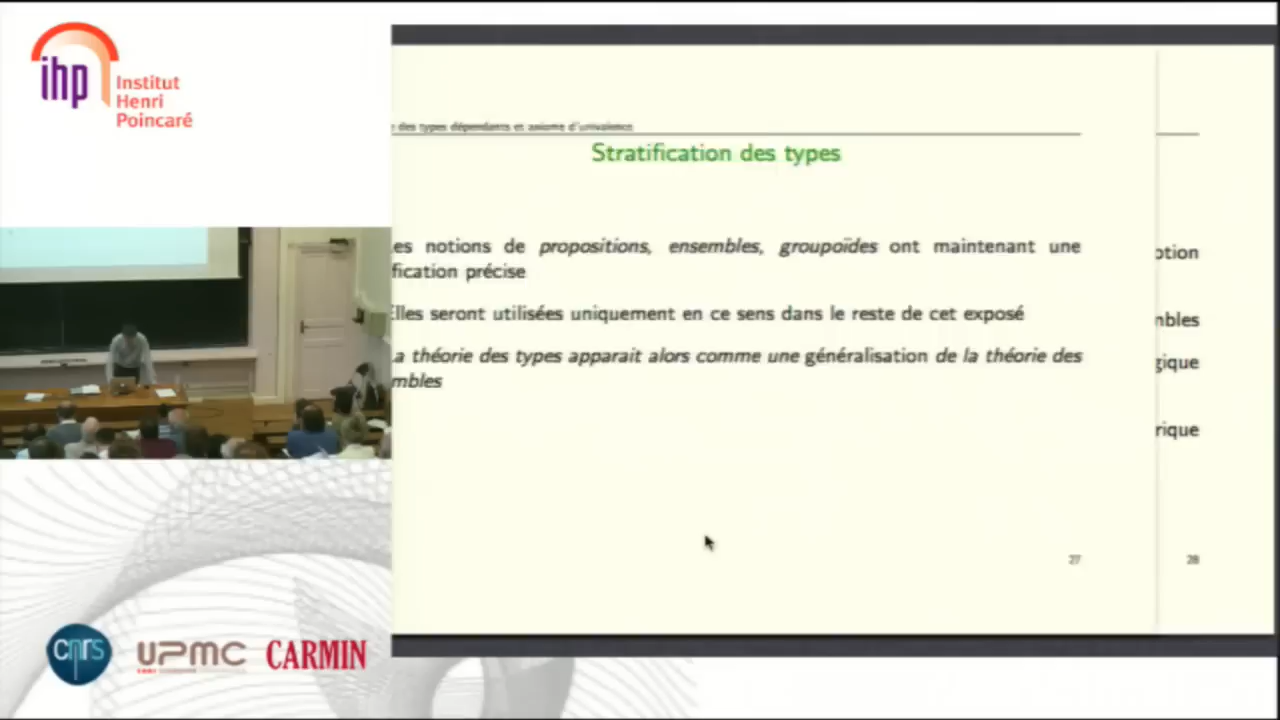 ihp Institut
Henri
Poincaré
e des types dépendants et axiome d'univalence
Stratification des types
es notions de propositions, ensembles, groupoïdes ont maintenant une
fication précise
Elles seront utilisées uniquement en ce sens dans le reste de cet exposé
a théorie des types apparait alors comme une généralisation de la théorie des
mbles
27
ption
mbles
gique
rique
28
cnrs
UPMC
CARMIN